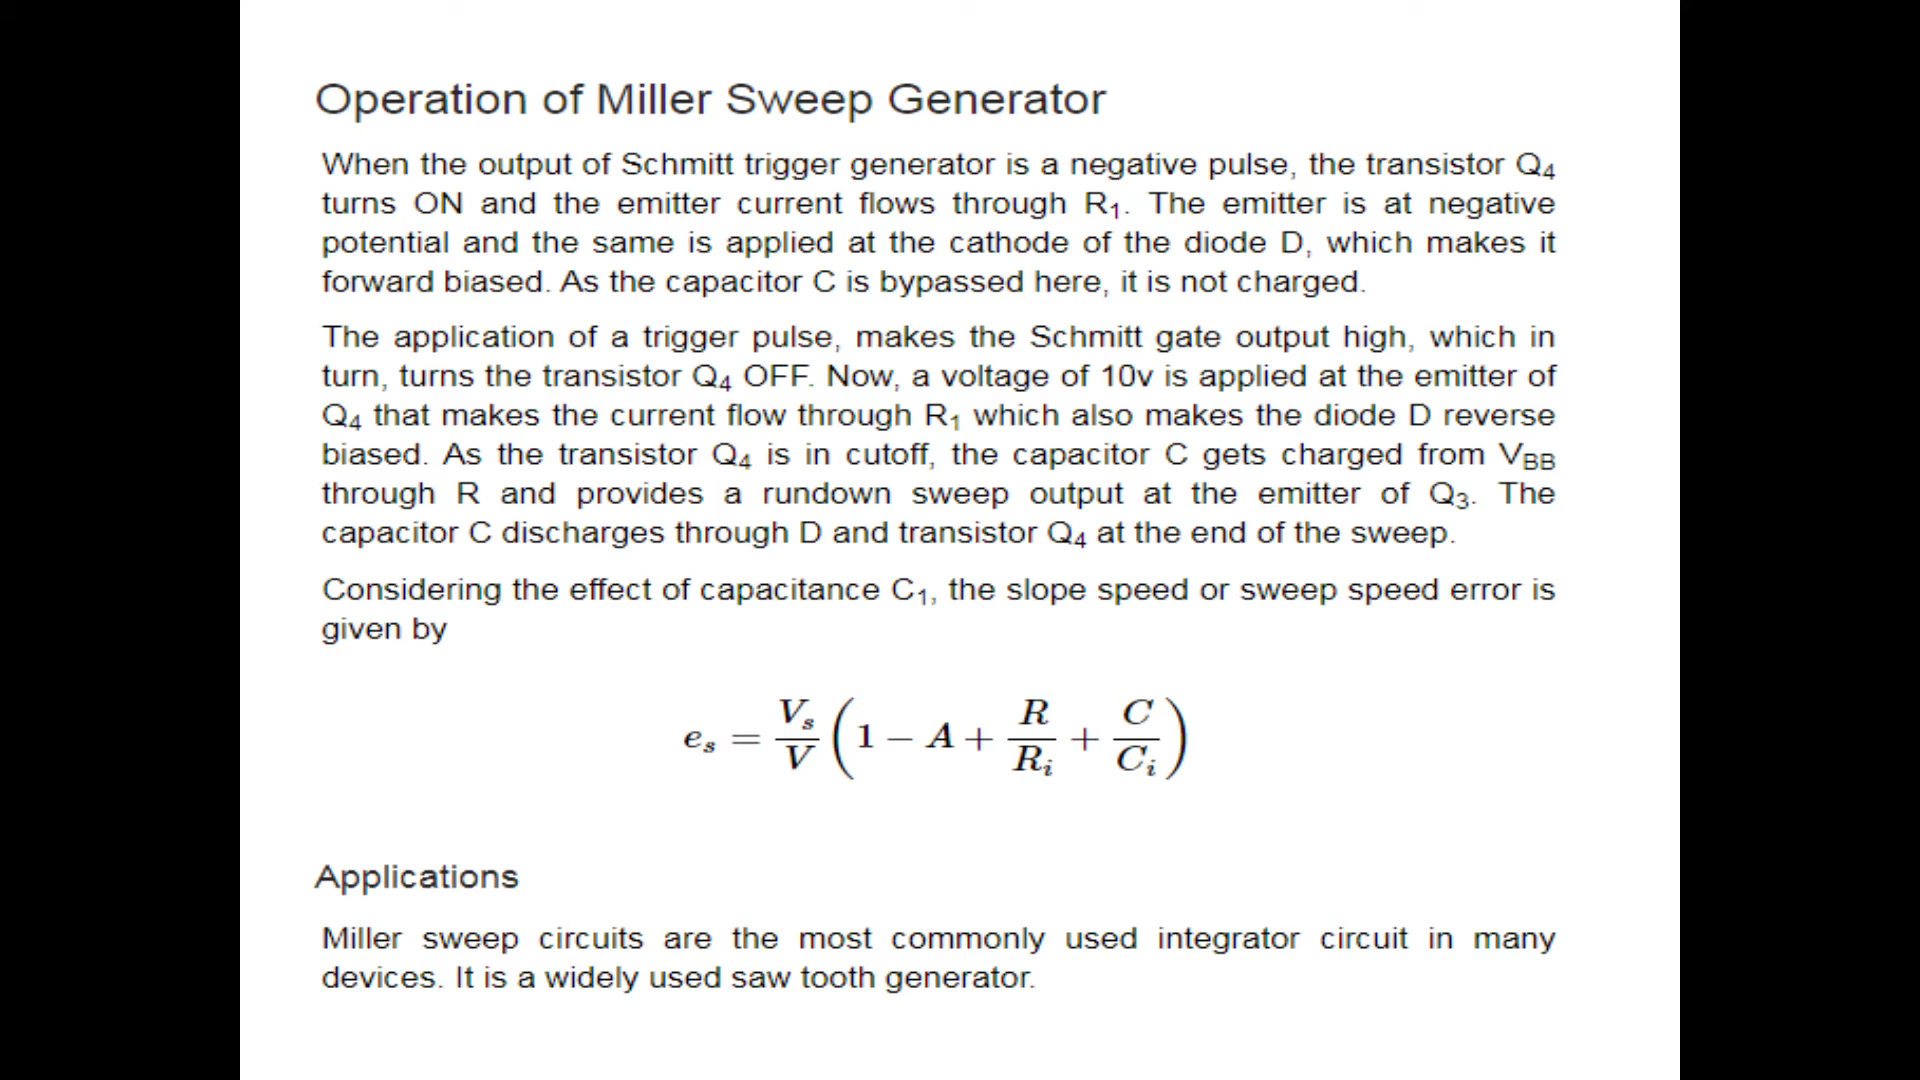 Operation of Miller Sweep Generator
When the output of Schmitt trigger generator is a negative pulse, the transistor Q₄
turns ON and the emitter current flows through R₁. The emitter is at negative
potential and the same is applied at the cathode of the diode D, which makes it
forward biased. As the capacitor C is bypassed here, it is not charged.
The application of a trigger pulse, makes the Schmitt gate output high, which in
turn, turns the transistor Q₄ OFF. Now, a voltage of 10v is applied at the emitter of
Q₄ that makes the current flow through R₁ which also makes the diode D reverse
biased. As the transistor Q₄ is in cutoff, the capacitor C gets charged from V_BB
through R and provides a rundown sweep output at the emitter of Q₃. The
capacitor C discharges through D and transistor Q₄ at the end of the sweep.
Considering the effect of capacitance C₁, the slope speed or sweep speed error is
given by
e_s = V_s/V (1 − A + R/R_i + C/C_i)
Applications
Miller sweep circuits are the most commonly used integrator circuit in many
devices. It is a widely used saw tooth generator.